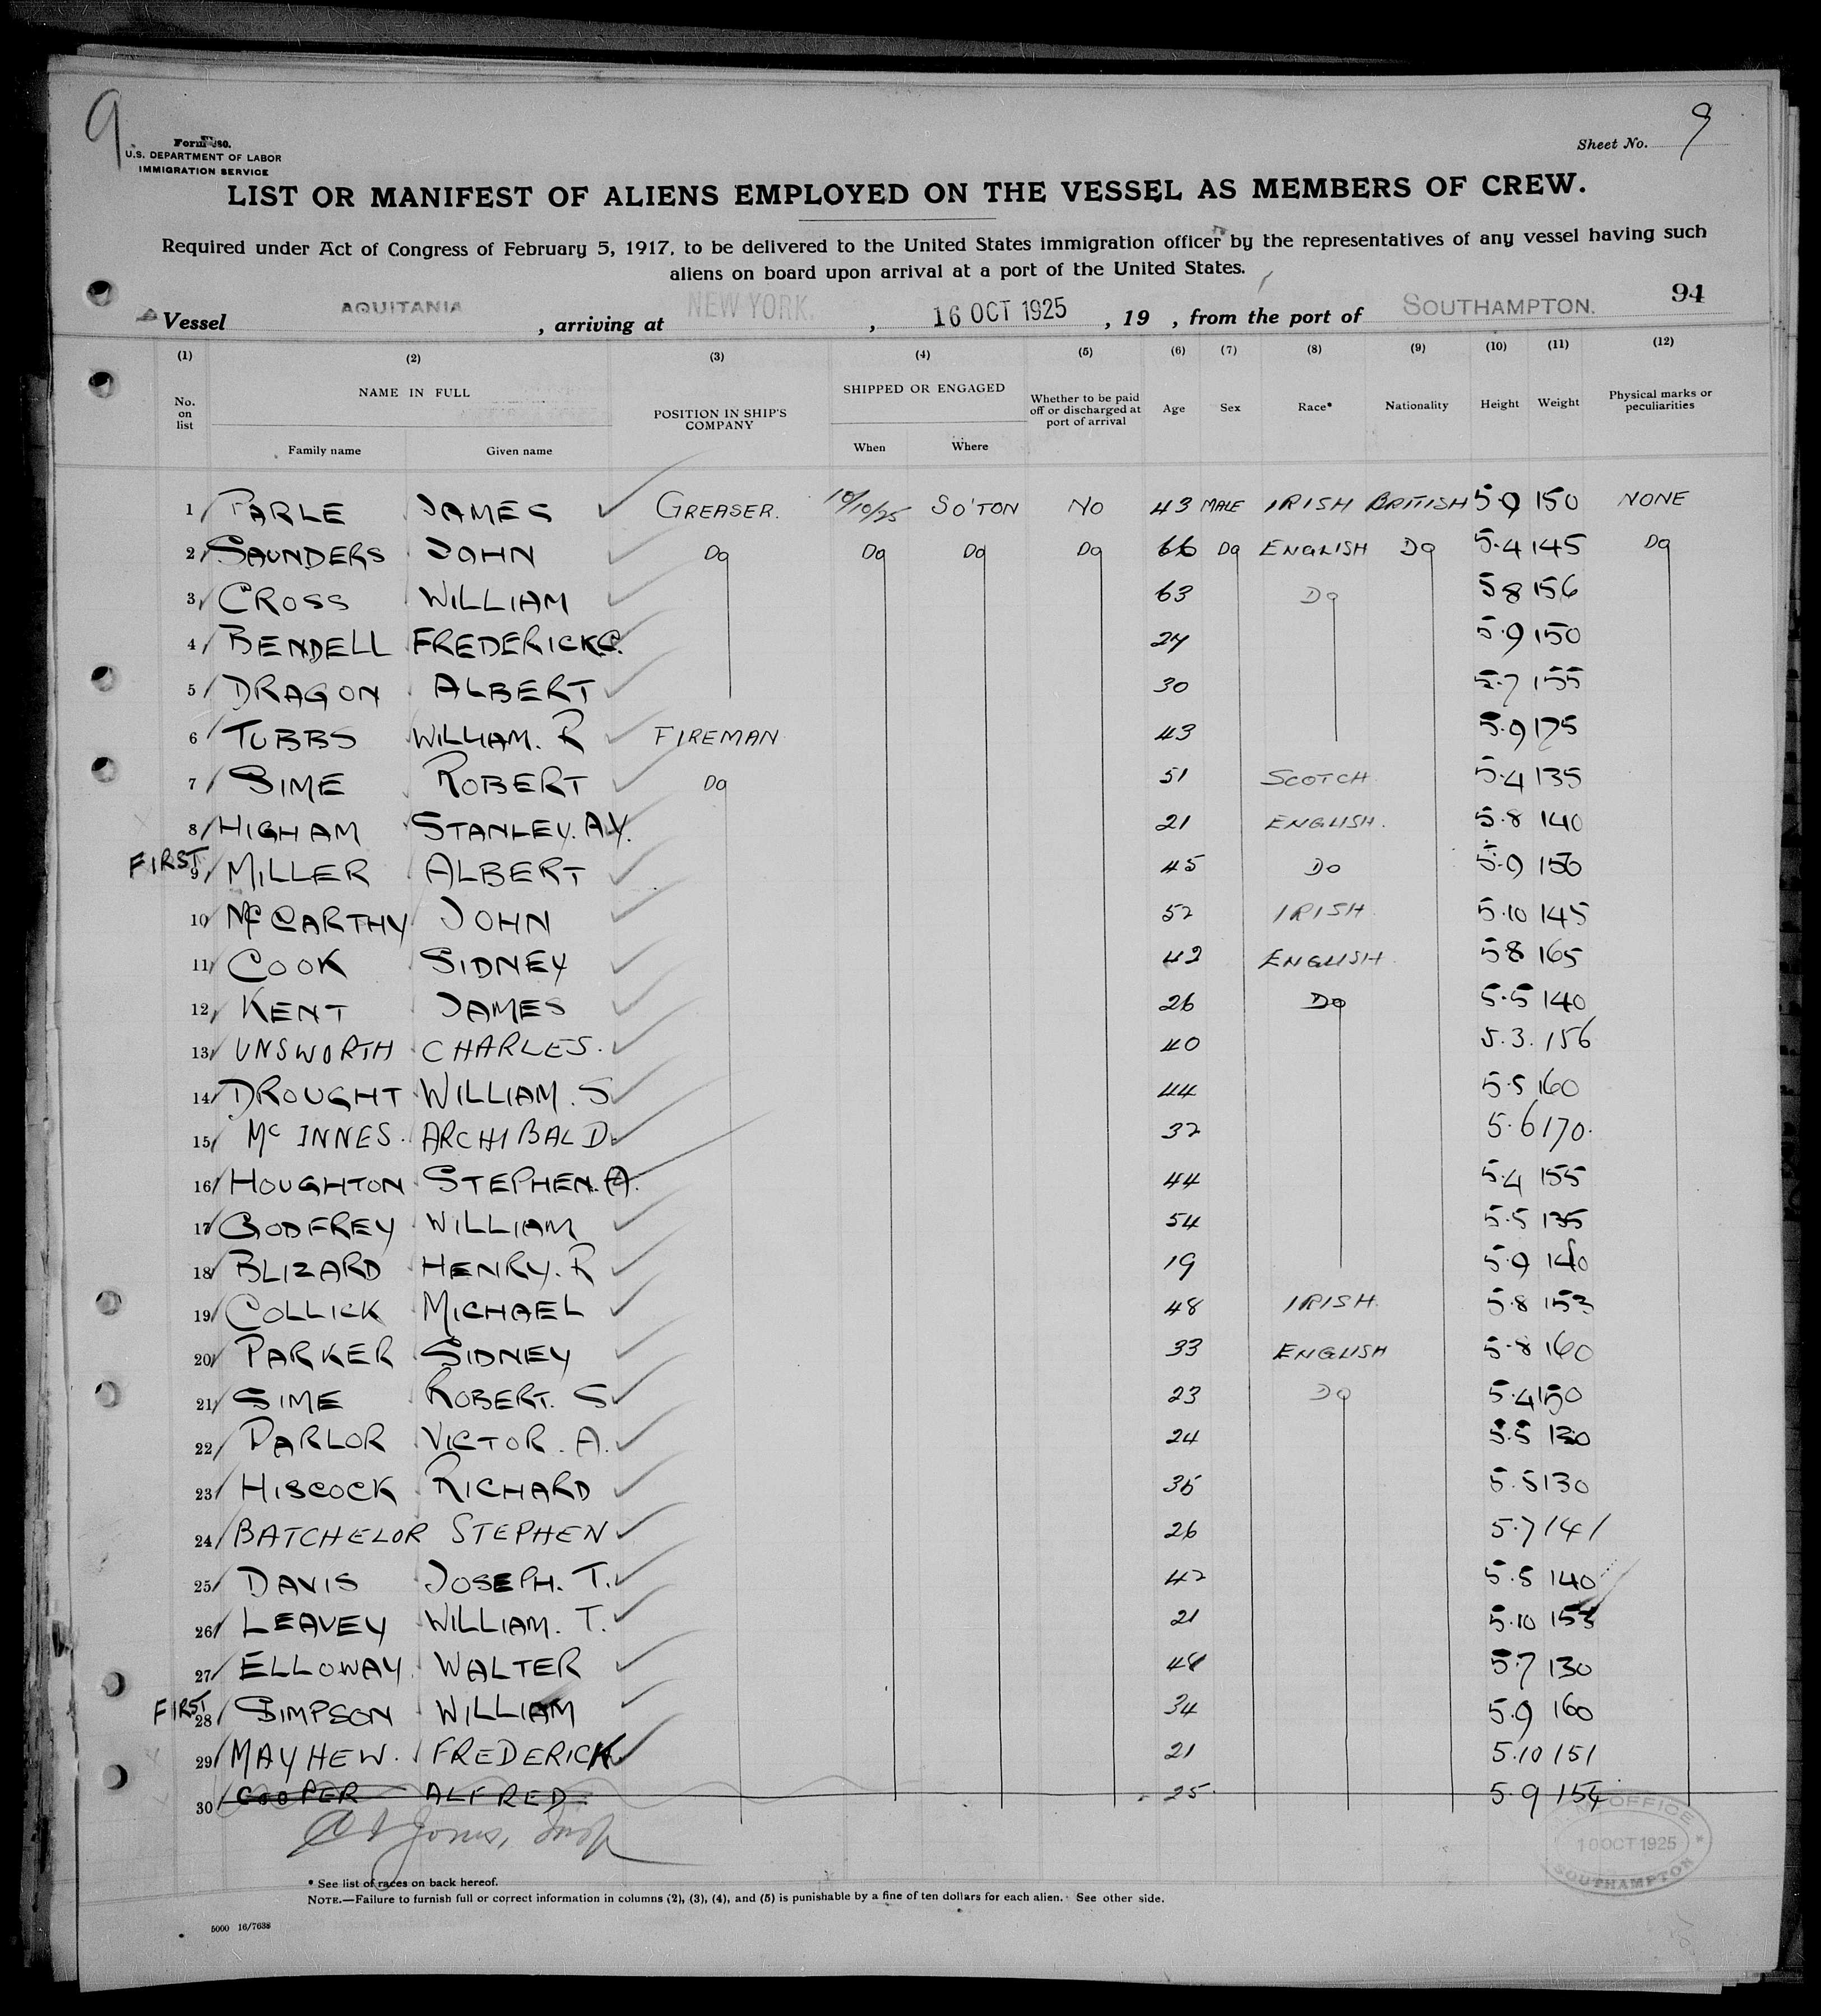 9
9
Form 680.
U.S. DEPARTMENT OF LABOR
IMMIGRATION SERVICE
Sheet No.
LIST OR MANIFEST OF ALIENS EMPLOYED ON THE VESSEL AS MEMBERS OF CREW.
Required under Act of Congress of February 5, 1917, to be delivered to the United States immigration officer by the representatives of any vessel having such
aliens on board upon arrival at a port of the United States.
94
Vessel AQUITANIA, arriving at NEW YORK., 16 OCT 1925, 19 , from the port of SOUTHAMPTON.
(1) (2) (3) (4) (5) (6) (7) (8) (9) (10) (11) (12)
No. on list NAME IN FULL Family name Given name POSITION IN SHIP'S COMPANY SHIPPED OR ENGAGED When Where Whether to be paid off or discharged at port of arrival Age Sex Race* Nationality Height Weight Physical marks or peculiarities
1 PARLE JAMES GREASER. 10/10/25 SO'TON NO 43 MALE IRISH BRITISH 5.9 150 NONE
2 SAUNDERS JOHN Do Do Do Do 66 Do ENGLISH Do 5.4 145 Do
3 CROSS WILLIAM 63 Do 5 8 156
4 BENDELL FREDERICK C. 24 5.9 150
5 DRAGON ALBERT 30 5.7 155
6 TUBBS WILLIAM. R FIREMAN 43 5.9 175
7 SIME ROBERT Do 51 SCOTCH 5.4 135
8 HIGHAM STANLEY. A.V. 21 ENGLISH. 5.8 140
FIRST 9 MILLER ALBERT 45 Do 5.9 150
10 McCARTHY JOHN 52 IRISH 5.10 145
11 COOK SIDNEY 42 ENGLISH. 5 8 165
12 KENT JAMES 26 Do 5.5 140
13 UNSWORTH CHARLES. 40 5.3. 156
14 DROUGHT WILLIAM. S 44 5.5 160
15 Mc INNES. ARCHIBALD. 32 5.6 170.
16 HOUGHTON STEPHEN. A. 44 5.4 155
17 GODFREY WILLIAM 54 5.5 135
18 BLIZARD HENRY. R 19 5.9 140
19 COLLICK MICHAEL 48 IRISH. 5.8 153
20 PARKER SIDNEY 33 ENGLISH 5.8 160
21 SIME ROBERT. S 23 Do 5.4 150
22 PARLOR VICTOR. A. 24 5.5 130
23 HISCOCK RICHARD 35 5.5 130
24 BATCHELOR STEPHEN 26 5.7 141
25 DAVIS JOSEPH. T. 42 5.5 140
26 LEAVEY WILLIAM. T. 21 5.10 153
27 ELLOWAY. WALTER 48 5.7 130
FIRST 28 SIMPSON WILLIAM 34 5.9 160
29 MAYHEW. FREDERICK 21 5.10 151
30 COOPER ALFRED 25 5.9 154
Jones, Insp
OFFICE
10 OCT 1925
SOUTHAMPTON
* See list of races on back hereof.
NOTE.—Failure to furnish full or correct information in columns (2), (3), (4), and (5) is punishable by a fine of ten dollars for each alien. See other side.
5000 16/7638